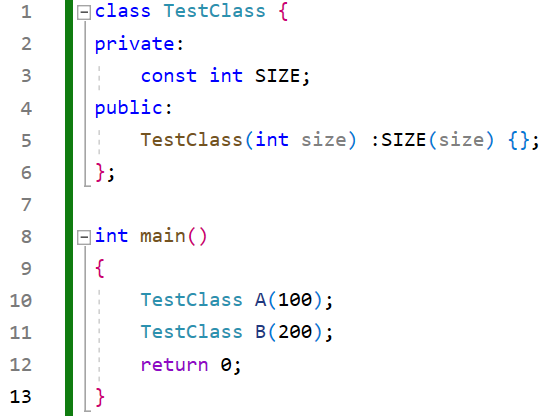 1 class TestClass {
2 private:
3     const int SIZE;
4 public:
5     TestClass(int size) :SIZE(size) {};
6 };
7
8 int main()
9 {
10     TestClass A(100);
11     TestClass B(200);
12     return 0;
13 }